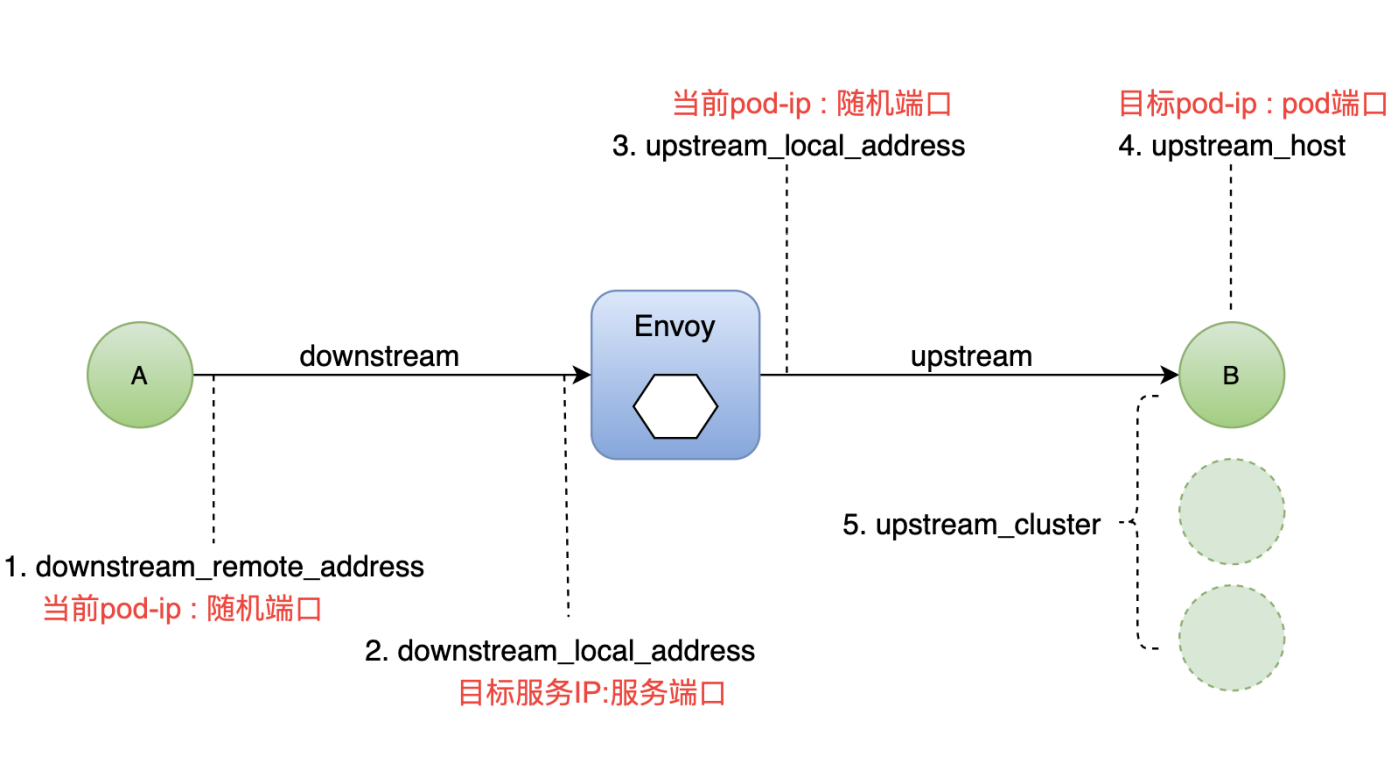 当前pod-ip : 随机端口
3. upstream_local_address
目标pod-ip : pod端口
4. upstream_host
Envoy
A
downstream
upstream
B
5. upstream_cluster
1. downstream_remote_address
当前pod-ip : 随机端口
2. downstream_local_address
目标服务IP:服务端口